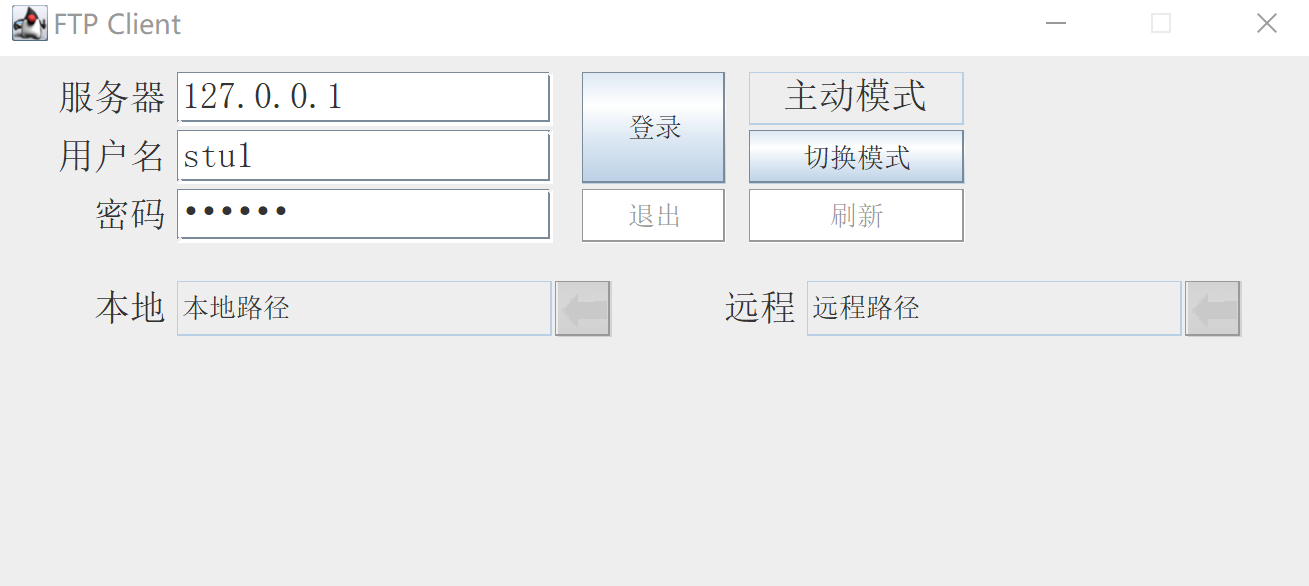 FTP Client
服务器 127.0.0.1 登录 主动模式
用户名 stu1 切换模式
密码 •••••• 退出 刷新
本地 本地路径 远程 远程路径